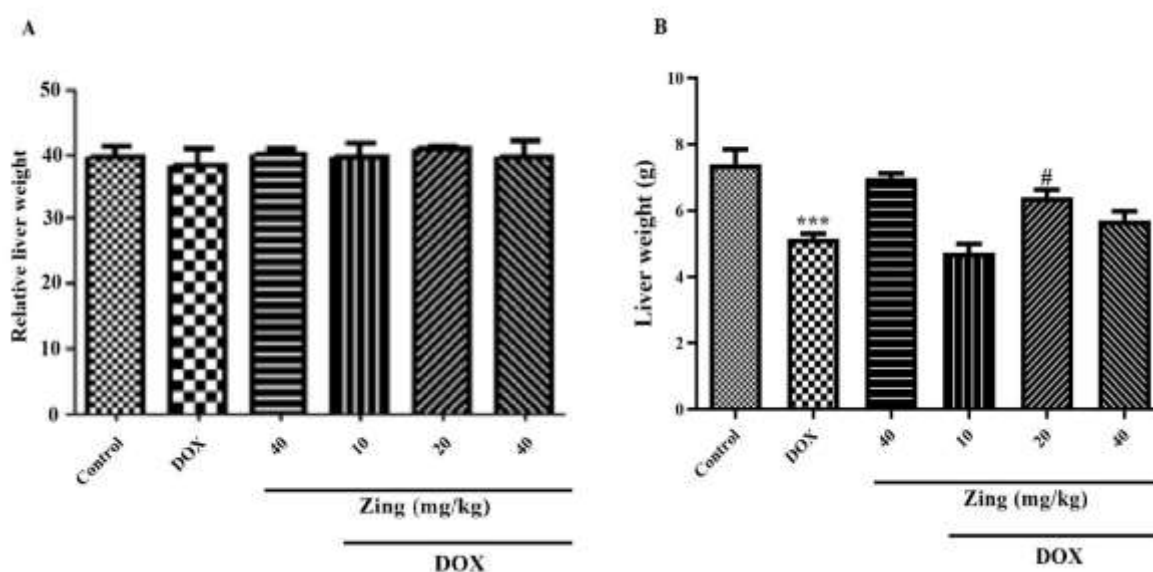 A
Relative liver weight
50
40
30
20
10
0
Control
DOX
40
10
20
40
Zing (mg/kg)
DOX
B
Liver weight (g)
10
8
6
4
2
0
***
#
Control
DOX
40
10
20
40
Zing (mg/kg)
DOX